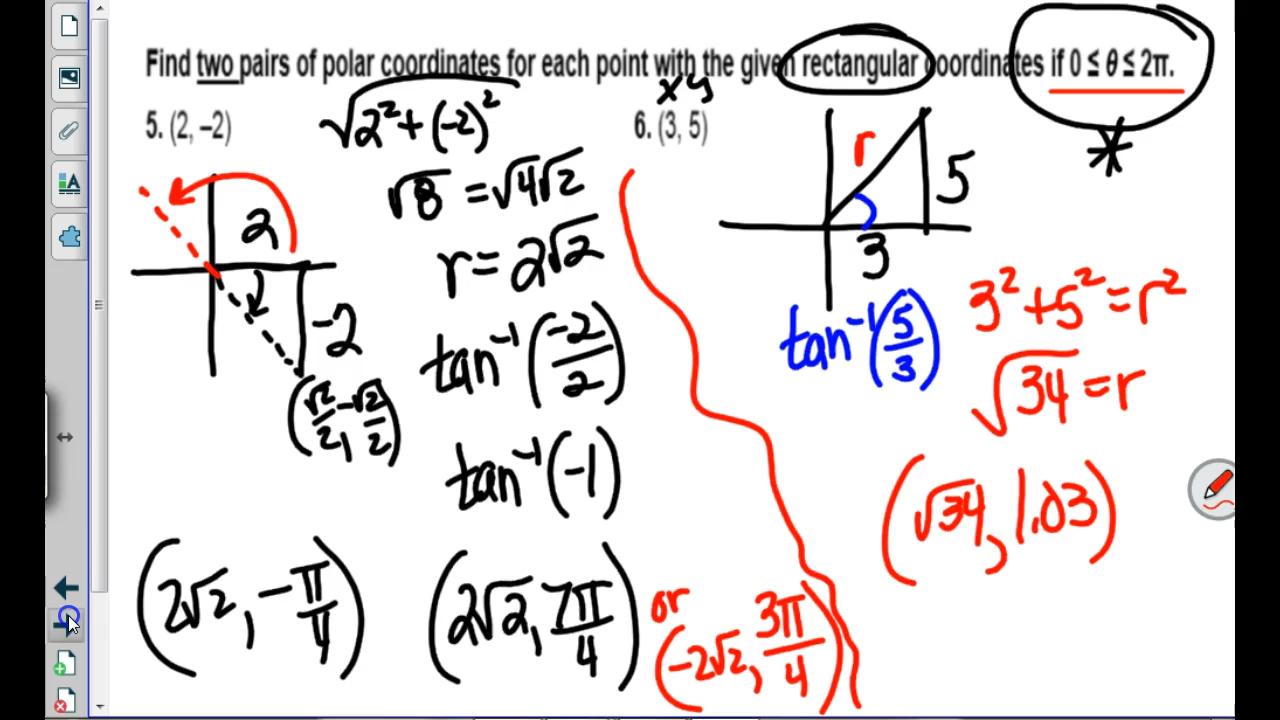 Find two pairs of polar coordinates for each point with the given rectangular coordinates if 0 ≤ θ ≤ 2π.
x y
5. (2, –2)
√2² + (-2)²
6. (3, 5)
r
5
3
√8 = √4√2
2
r = 2√2
-2
(√2/2, -√2/2)
tan⁻¹(-2/2)
tan⁻¹(-1)
(2√2, -π/4)
(2√2, 7π/4)
or
(-2√2, 3π/4)
tan⁻¹(5/3)
3² + 5² = r²
√34 = r
(√34, 1.03)